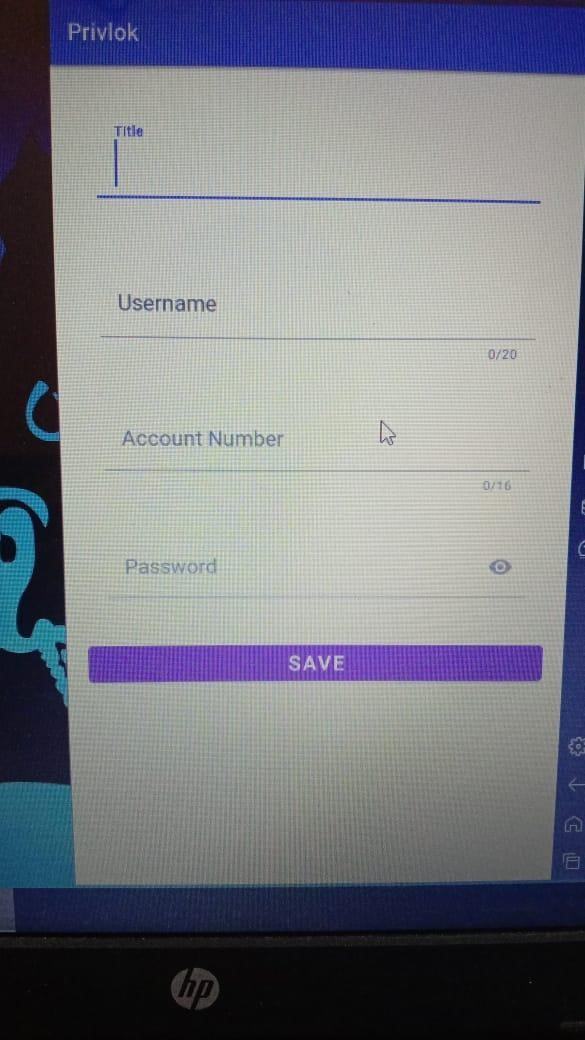 Privlok
Title
Username
0/20
Account Number
0/16
Password
SAVE
hp